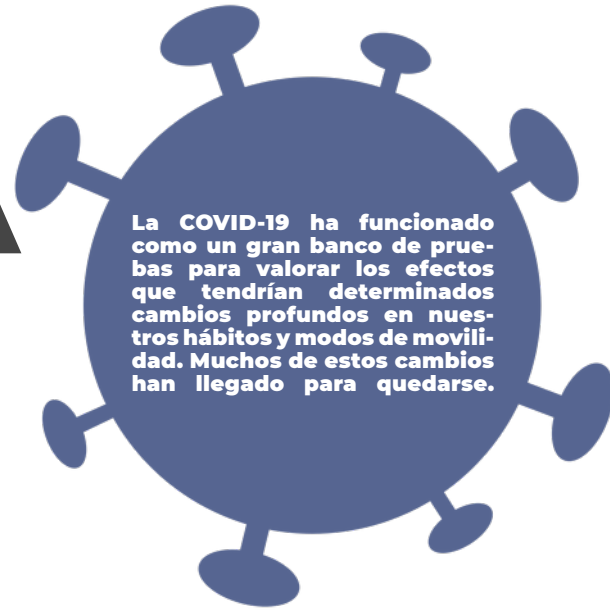 La COVID-19 ha funcionado
como un gran banco de prue-
bas para valorar los efectos
que tendrían determinados
cambios profundos en nues-
tros hábitos y modos de movili-
dad. Muchos de estos cambios
han llegado para quedarse.